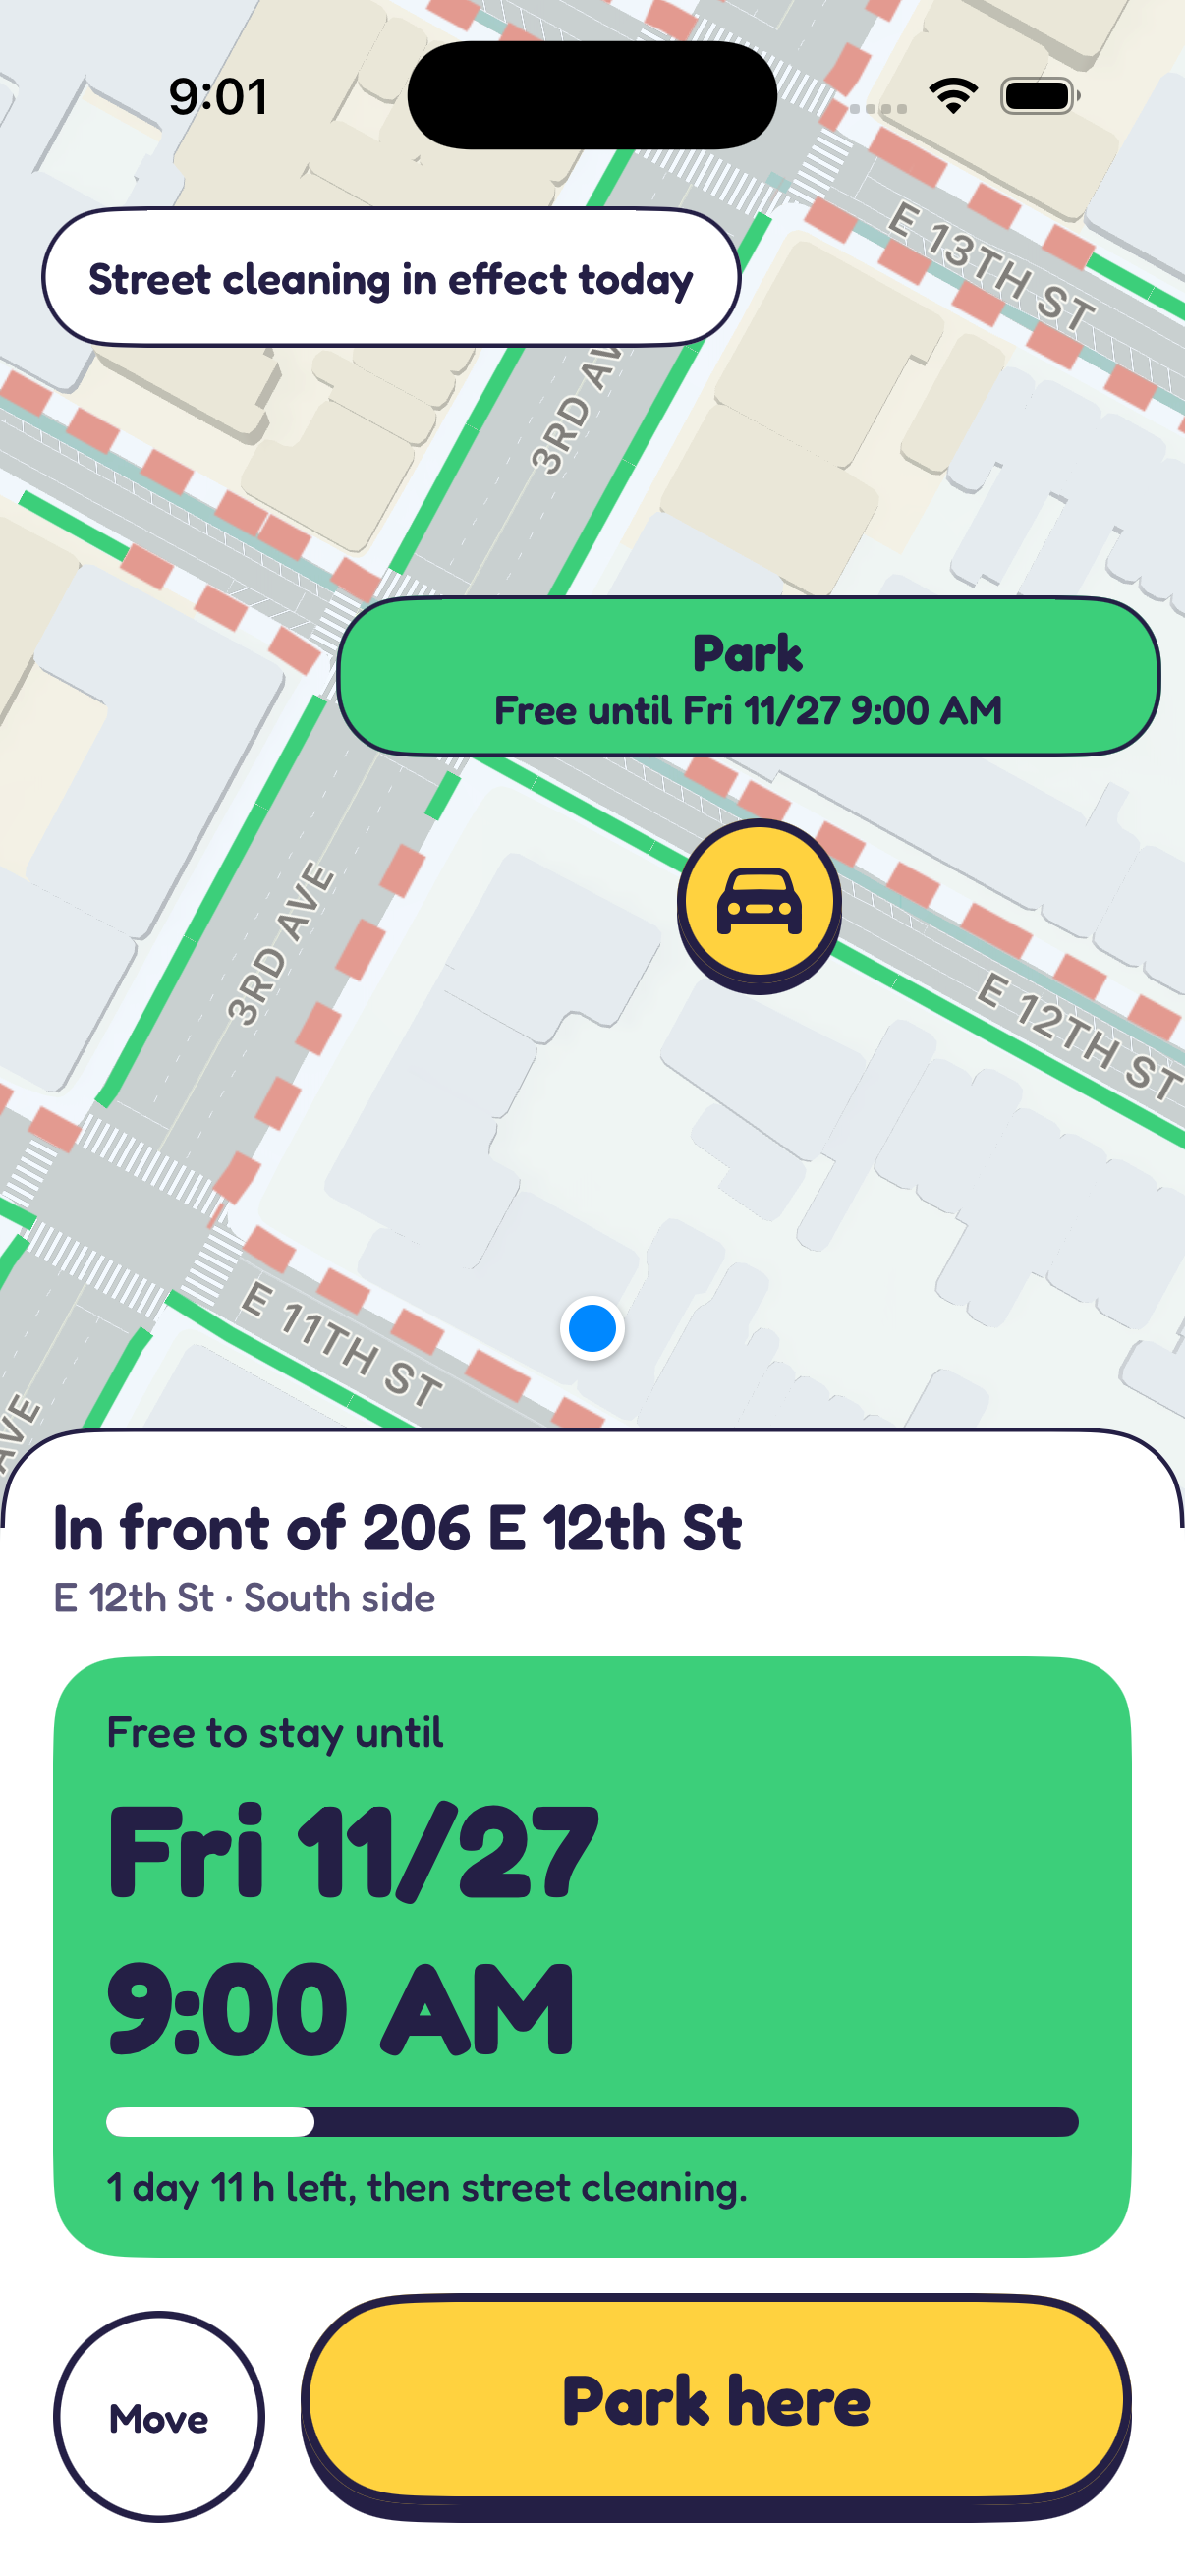 9:01
Street cleaning in effect today
E 13TH ST
3RD AV
Park
Free until Fri 11/27 9:00 AM
3RD AVE
E 12TH ST
E 11TH ST
AVE
In front of 206 E 12th St
E 12th St · South side
Free to stay until
Fri 11/27
9:00 AM
1 day 11 h left, then street cleaning.
Move
Park here